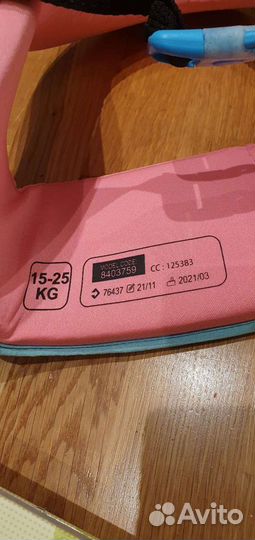 15-25
KG
MODEL CODE:
8403759
CC : 125383
76437 21/11 2021/03
Avito